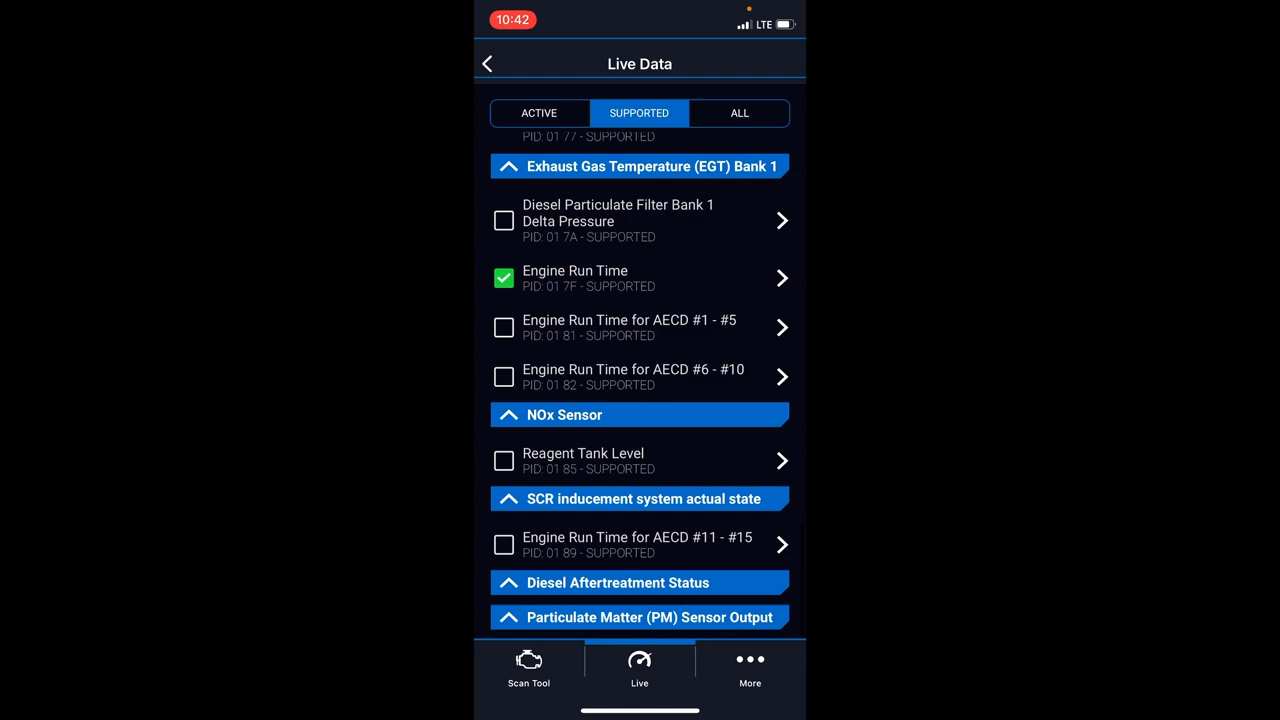 10:42
LTE
Live Data
ACTIVE
SUPPORTED
ALL
PID: 01 77 - SUPPORTED
Exhaust Gas Temperature (EGT) Bank 1
Diesel Particulate Filter Bank 1
Delta Pressure
PID: 01 7A - SUPPORTED
Engine Run Time
PID: 01 7F - SUPPORTED
Engine Run Time for AECD #1 - #5
PID: 01 81 - SUPPORTED
Engine Run Time for AECD #6 - #10
PID: 01 82 - SUPPORTED
NOx Sensor
Reagent Tank Level
PID: 01 85 - SUPPORTED
SCR inducement system actual state
Engine Run Time for AECD #11 - #15
PID: 01 89 - SUPPORTED
Diesel Aftertreatment Status
Particulate Matter (PM) Sensor Output
Scan Tool
Live
More